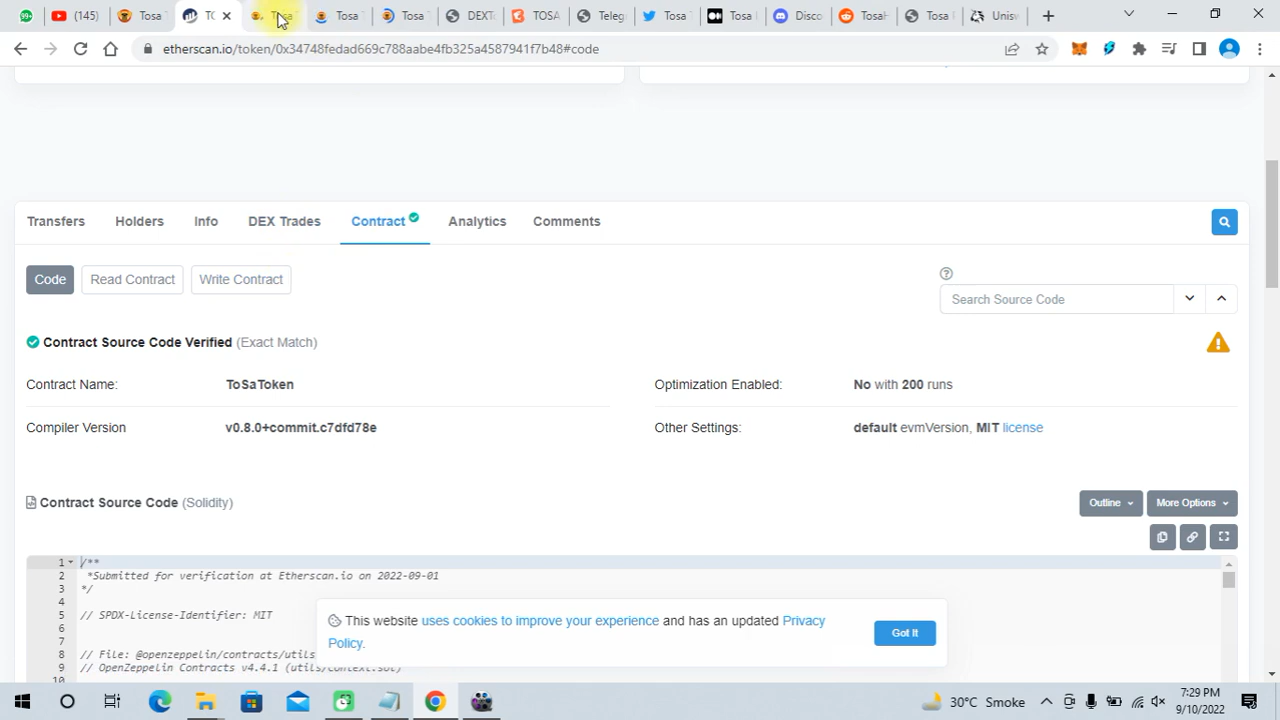 (145) Tosa TO Tosa Tosa T Tosa T DEXT TOSA Teleg Tosa Tosa Disco TosaH Tosa Unisw
etherscan.io/token/0x34748fedad669c788aabe4fb325a4587941f7b48#code
Transfers Holders Info DEX Trades Contract Analytics Comments
Code Read Contract Write Contract
Search Source Code
Contract Source Code Verified (Exact Match)
Contract Name: ToSaToken Optimization Enabled: No with 200 runs
Compiler Version v0.8.0+commit.c7dfd78e Other Settings: default evmVersion, MIT license
Contract Source Code (Solidity) Outline More Options
1 /**
2 *Submitted for verification at Etherscan.io on 2022-09-01
3 */
4
5 // SPDX-License-Identifier: MIT
6
7
8 // File: @openzeppelin/contracts/utils
9 // OpenZeppelin Contracts v4.4.1 (utils/Context.sol)
10
This website uses cookies to improve your experience and has an updated Privacy
Policy.
Got It
30°C Smoke
7:29 PM
9/10/2022